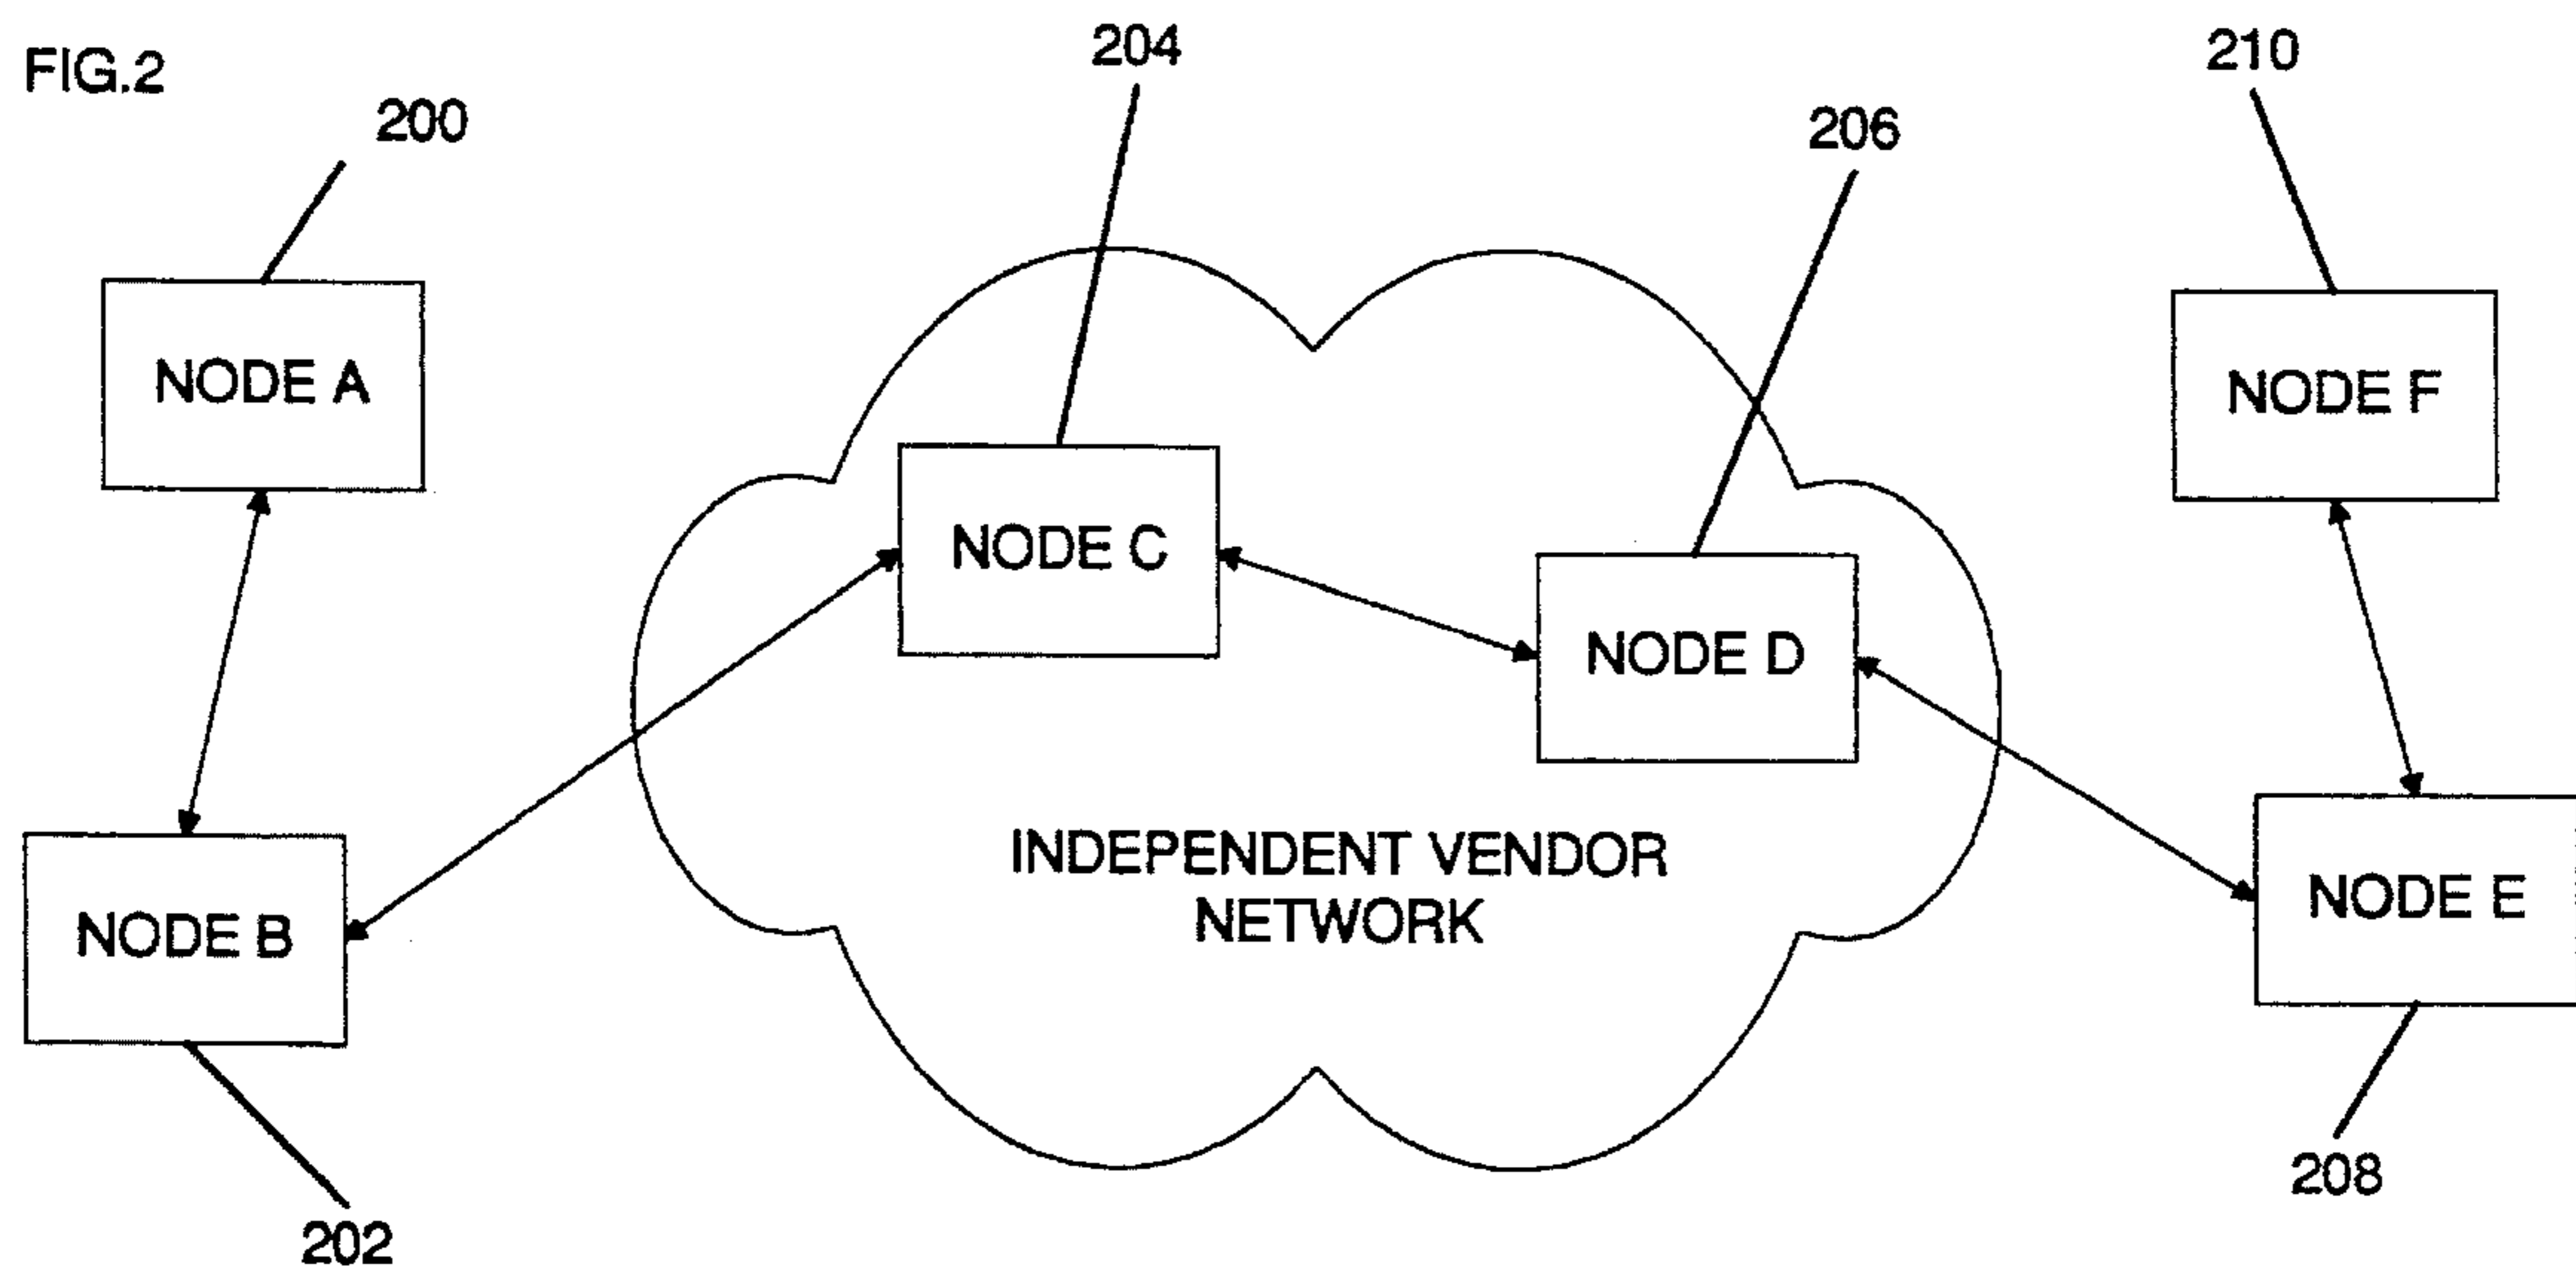 FIG.2
200
204
206
210
NODE A
NODE F
NODE C
NODE D
INDEPENDENT VENDOR
NETWORK
NODE B
NODE E
202
208